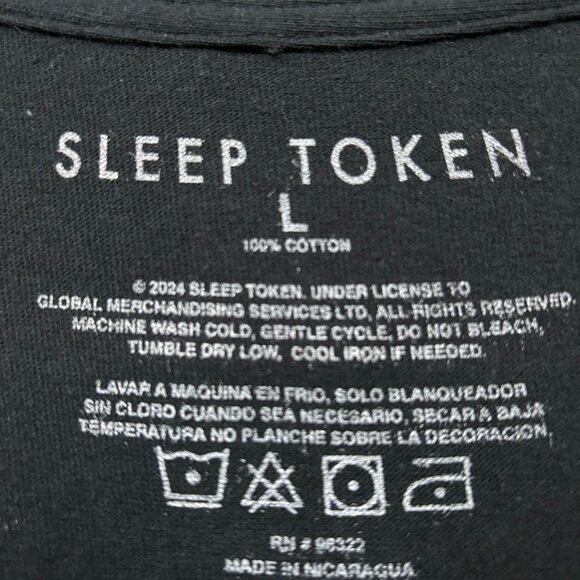 SLEEP TOKEN
L
100% COTTON
© 2024 SLEEP TOKEN. UNDER LICENSE TO
GLOBAL MERCHANDISING SERVICES LTD, ALL RIGHTS RESERVED.
MACHINE WASH COLD, GENTLE CYCLE, DO NOT BLEACH,
TUMBLE DRY LOW, COOL IRON IF NEEDED.
LAVAR A MAQUINA EN FRIO, SOLO BLANQUEADOR
SIN CLORO CUANDO SEA NECESARIO, SECAR A BAJA
TEMPERATURA NO PLANCHE SOBRE LA DECORACION,
RN # 98322
MADE IN NICARAGUA